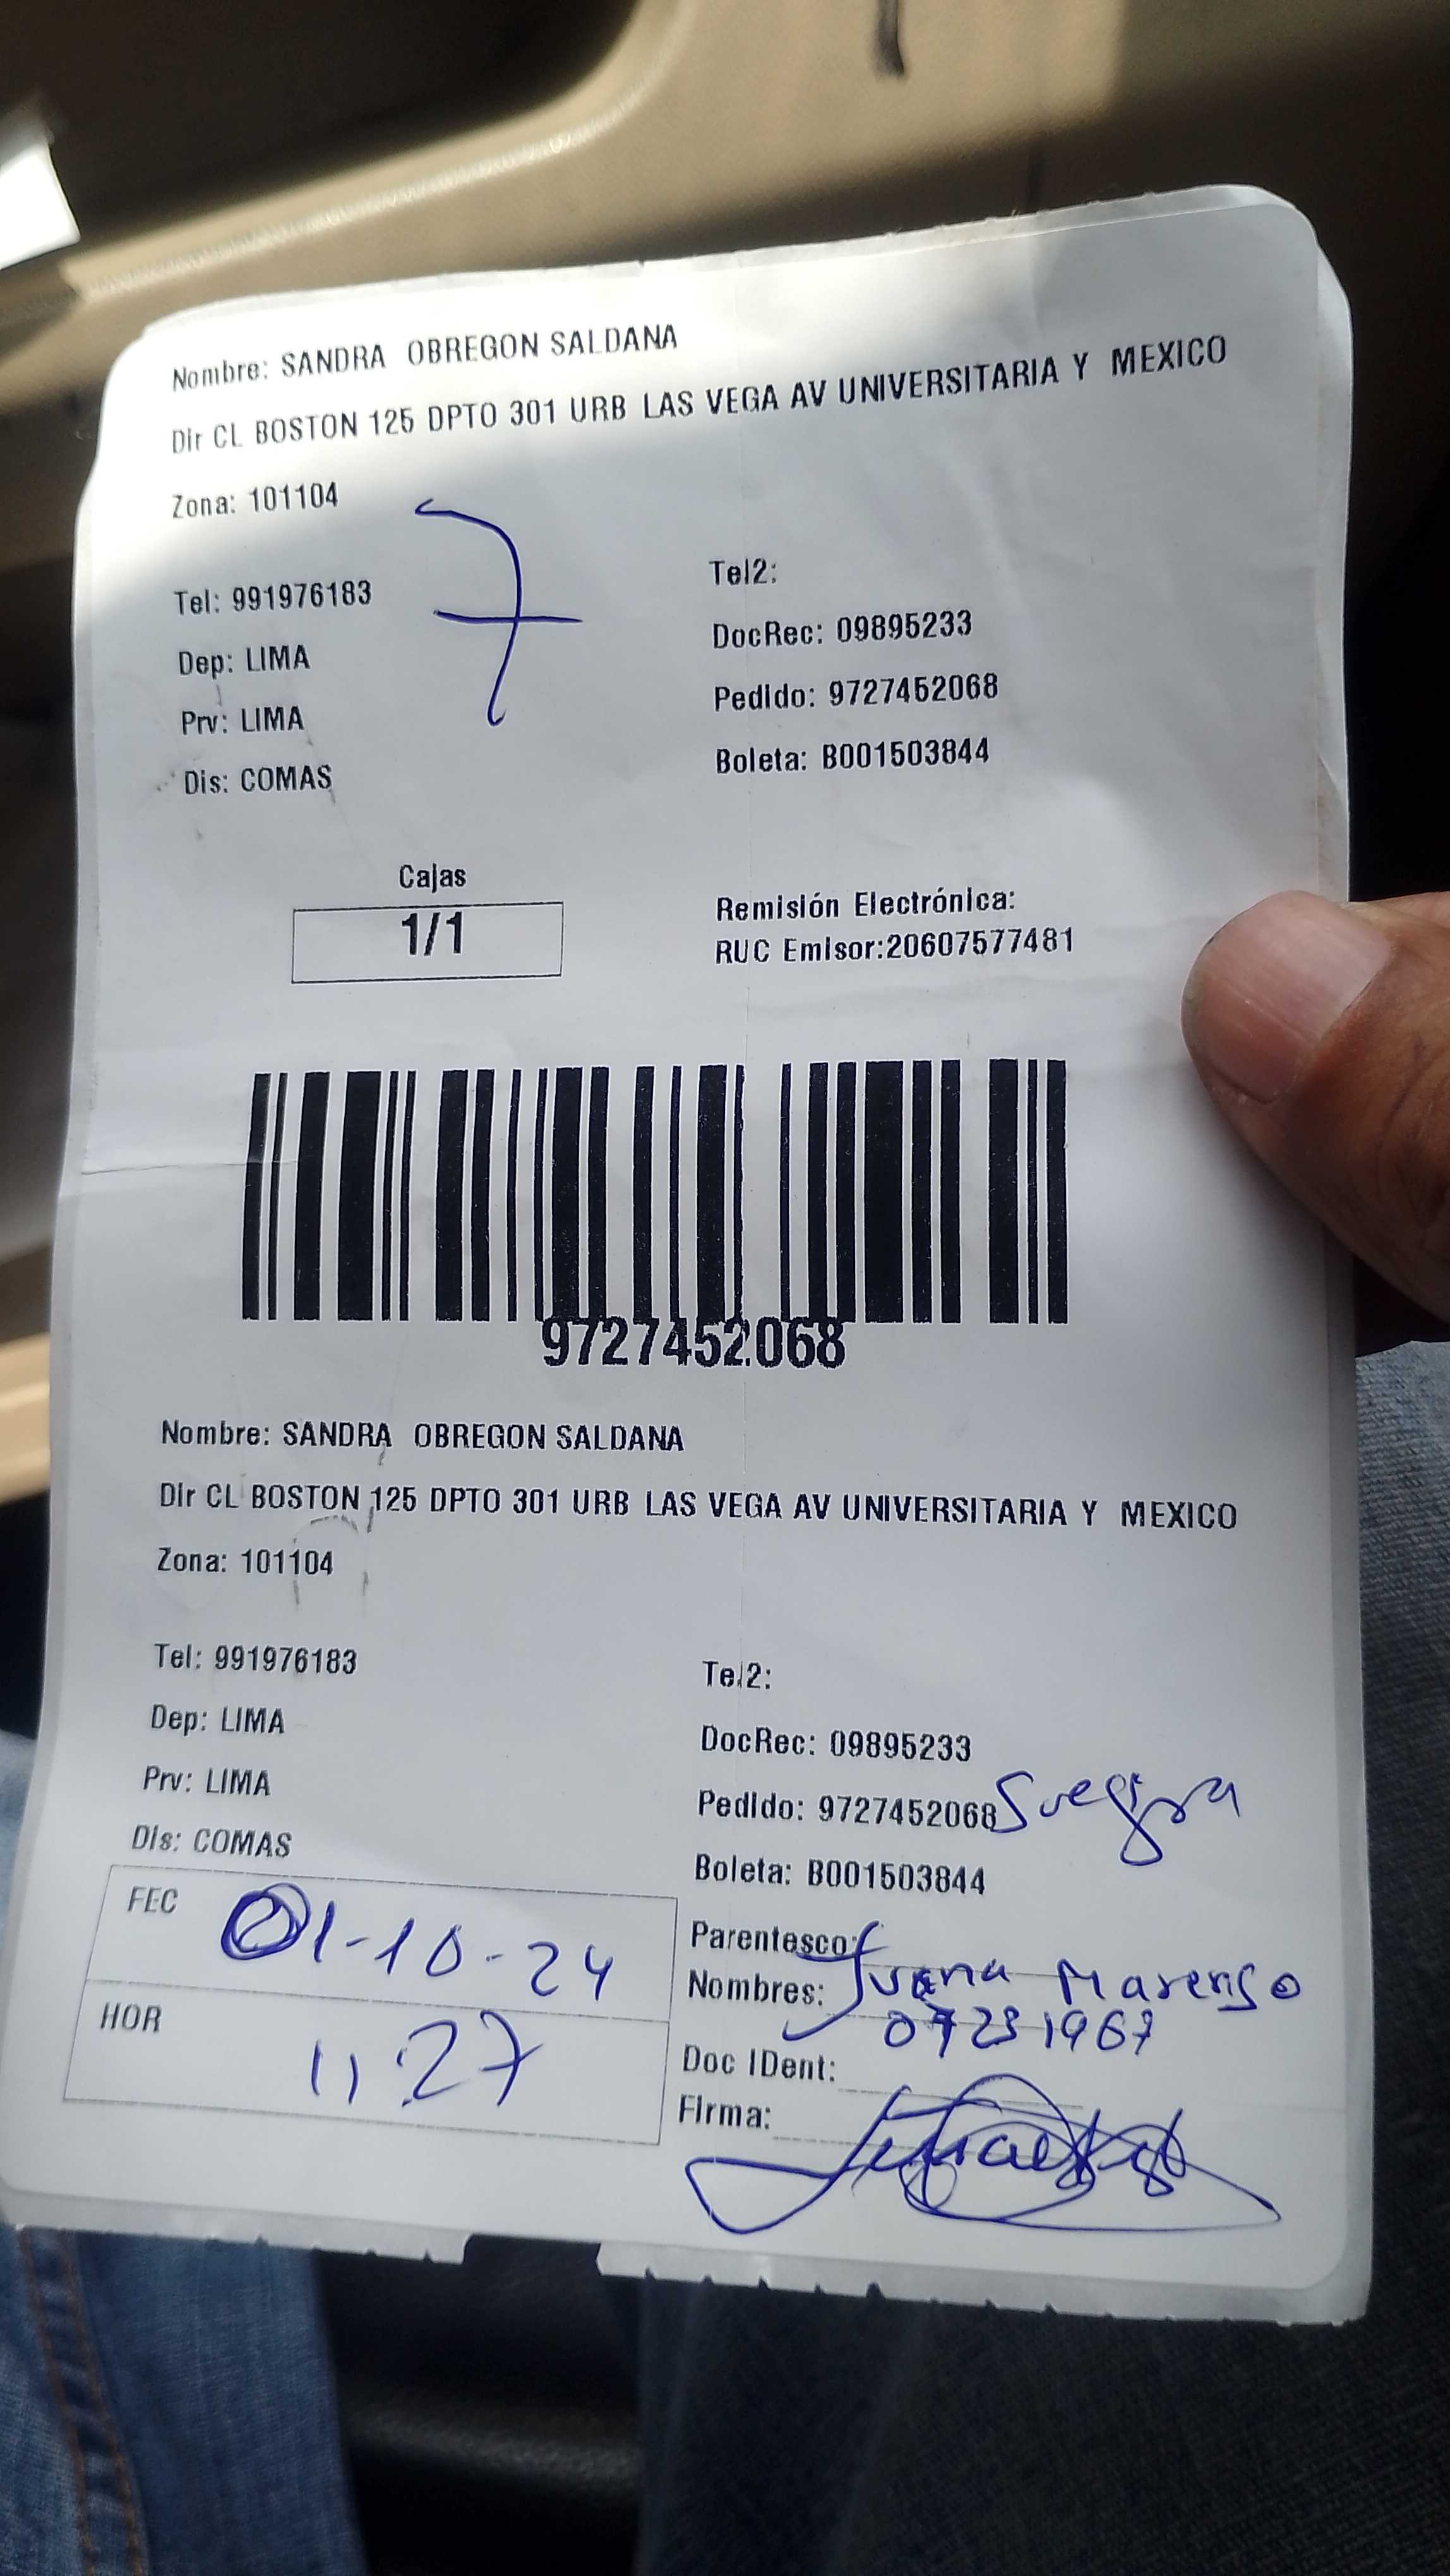 Nombre: SANDRA OBREGON SALDANA
Dir CL BOSTON 125 DPTO 301 URB LAS VEGA AV UNIVERSITARIA Y MEXICO
Zona: 101104
7
Tel: 991976183
Tel2:
Dep: LIMA
DocRec: 09895233
Prv: LIMA
Pedido: 9727452068
Dis: COMAS
Boleta: B001503844
Cajas
1/1
Remisión Electrónica:
RUC Emisor:20607577481
9727452068
Nombre: SANDRA OBREGON SALDANA
Dir CL BOSTON 125 DPTO 301 URB LAS VEGA AV UNIVERSITARIA Y MEXICO
Zona: 101104
Tel: 991976183
Tel2:
Dep: LIMA
DocRec: 09895233
Prv: LIMA
Pedido: 9727452068 Suegra
Dis: COMAS
Boleta: B001503844
FEC 01-10-24
HOR 11 27
Parentesco:
Nombres: Juana Marengo
07231967
Doc IDent:
Firma: